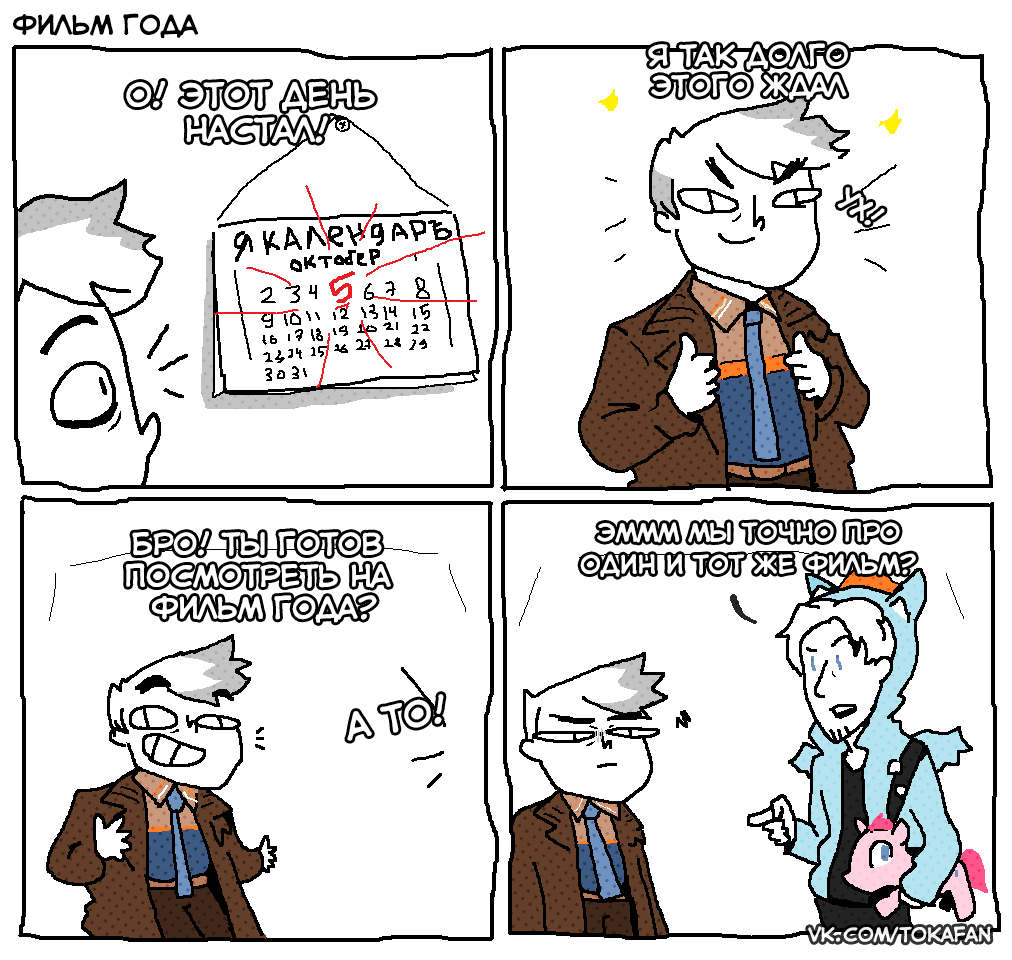 ФИЛЬМ ГОДА
О! ЭТОТ ДЕНЬ
НАСТАЛ!
Я КАЛЕНДАРЪ
ОКТОБЕР
2 3 4 5 6 7 8
9 10 11 12 13 14 15
16 17 18 19 20 21 22
23 24 25 26 27 28 29
30 31
Я ТАК ДОЛГО
ЭТОГО ЖДАЛ
УХ!
БРО! ТЫ ГОТОВ
ПОСМОТРЕТЬ НА
ФИЛЬМ ГОДА?
А ТО!
ЭМММ МЫ ТОЧНО ПРО
ОДИН И ТОТ ЖЕ ФИЛЬМ?
VK.COM/TOKAFAN